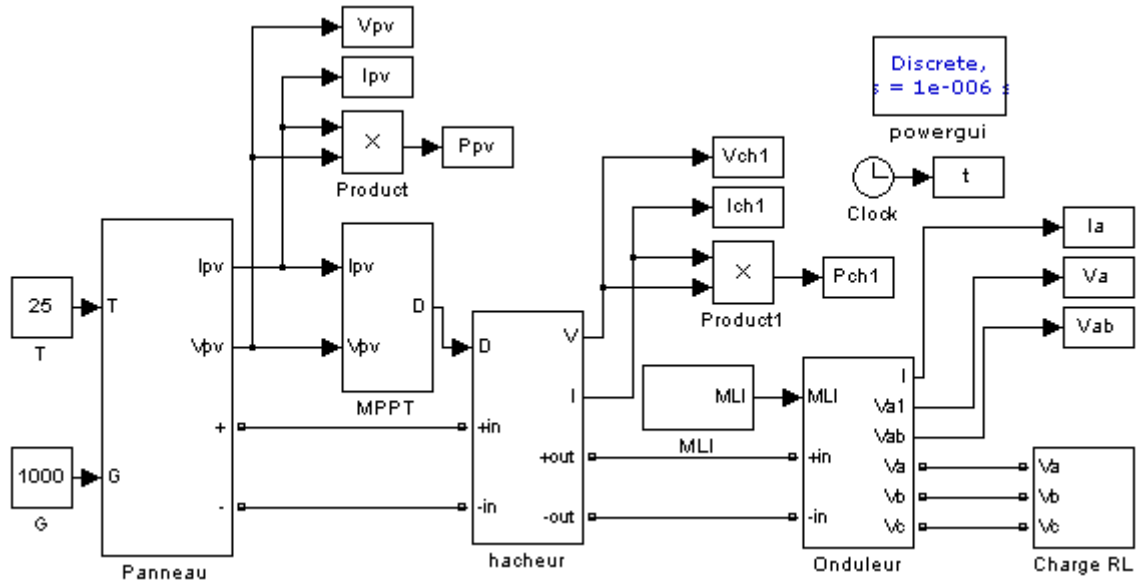 Vpv
Ipv
Ppv
Product
Discrete,
s = 1e-006 s
powergui
Vch1
Ich1
Pch1
Product1
Clock
t
Ia
Va
Vab
25
T
1000
G
T
G
Ipv
Vpv
+
-
Panneau
Ipv
Vpv
D
MPPT
D
+in
-in
V
I
+out
-out
hacheur
MLI
MLI
MLI
+in
-in
I
Va1
Vab
Va
Vb
Vc
Onduleur
Va
Vb
Vc
Charge RL